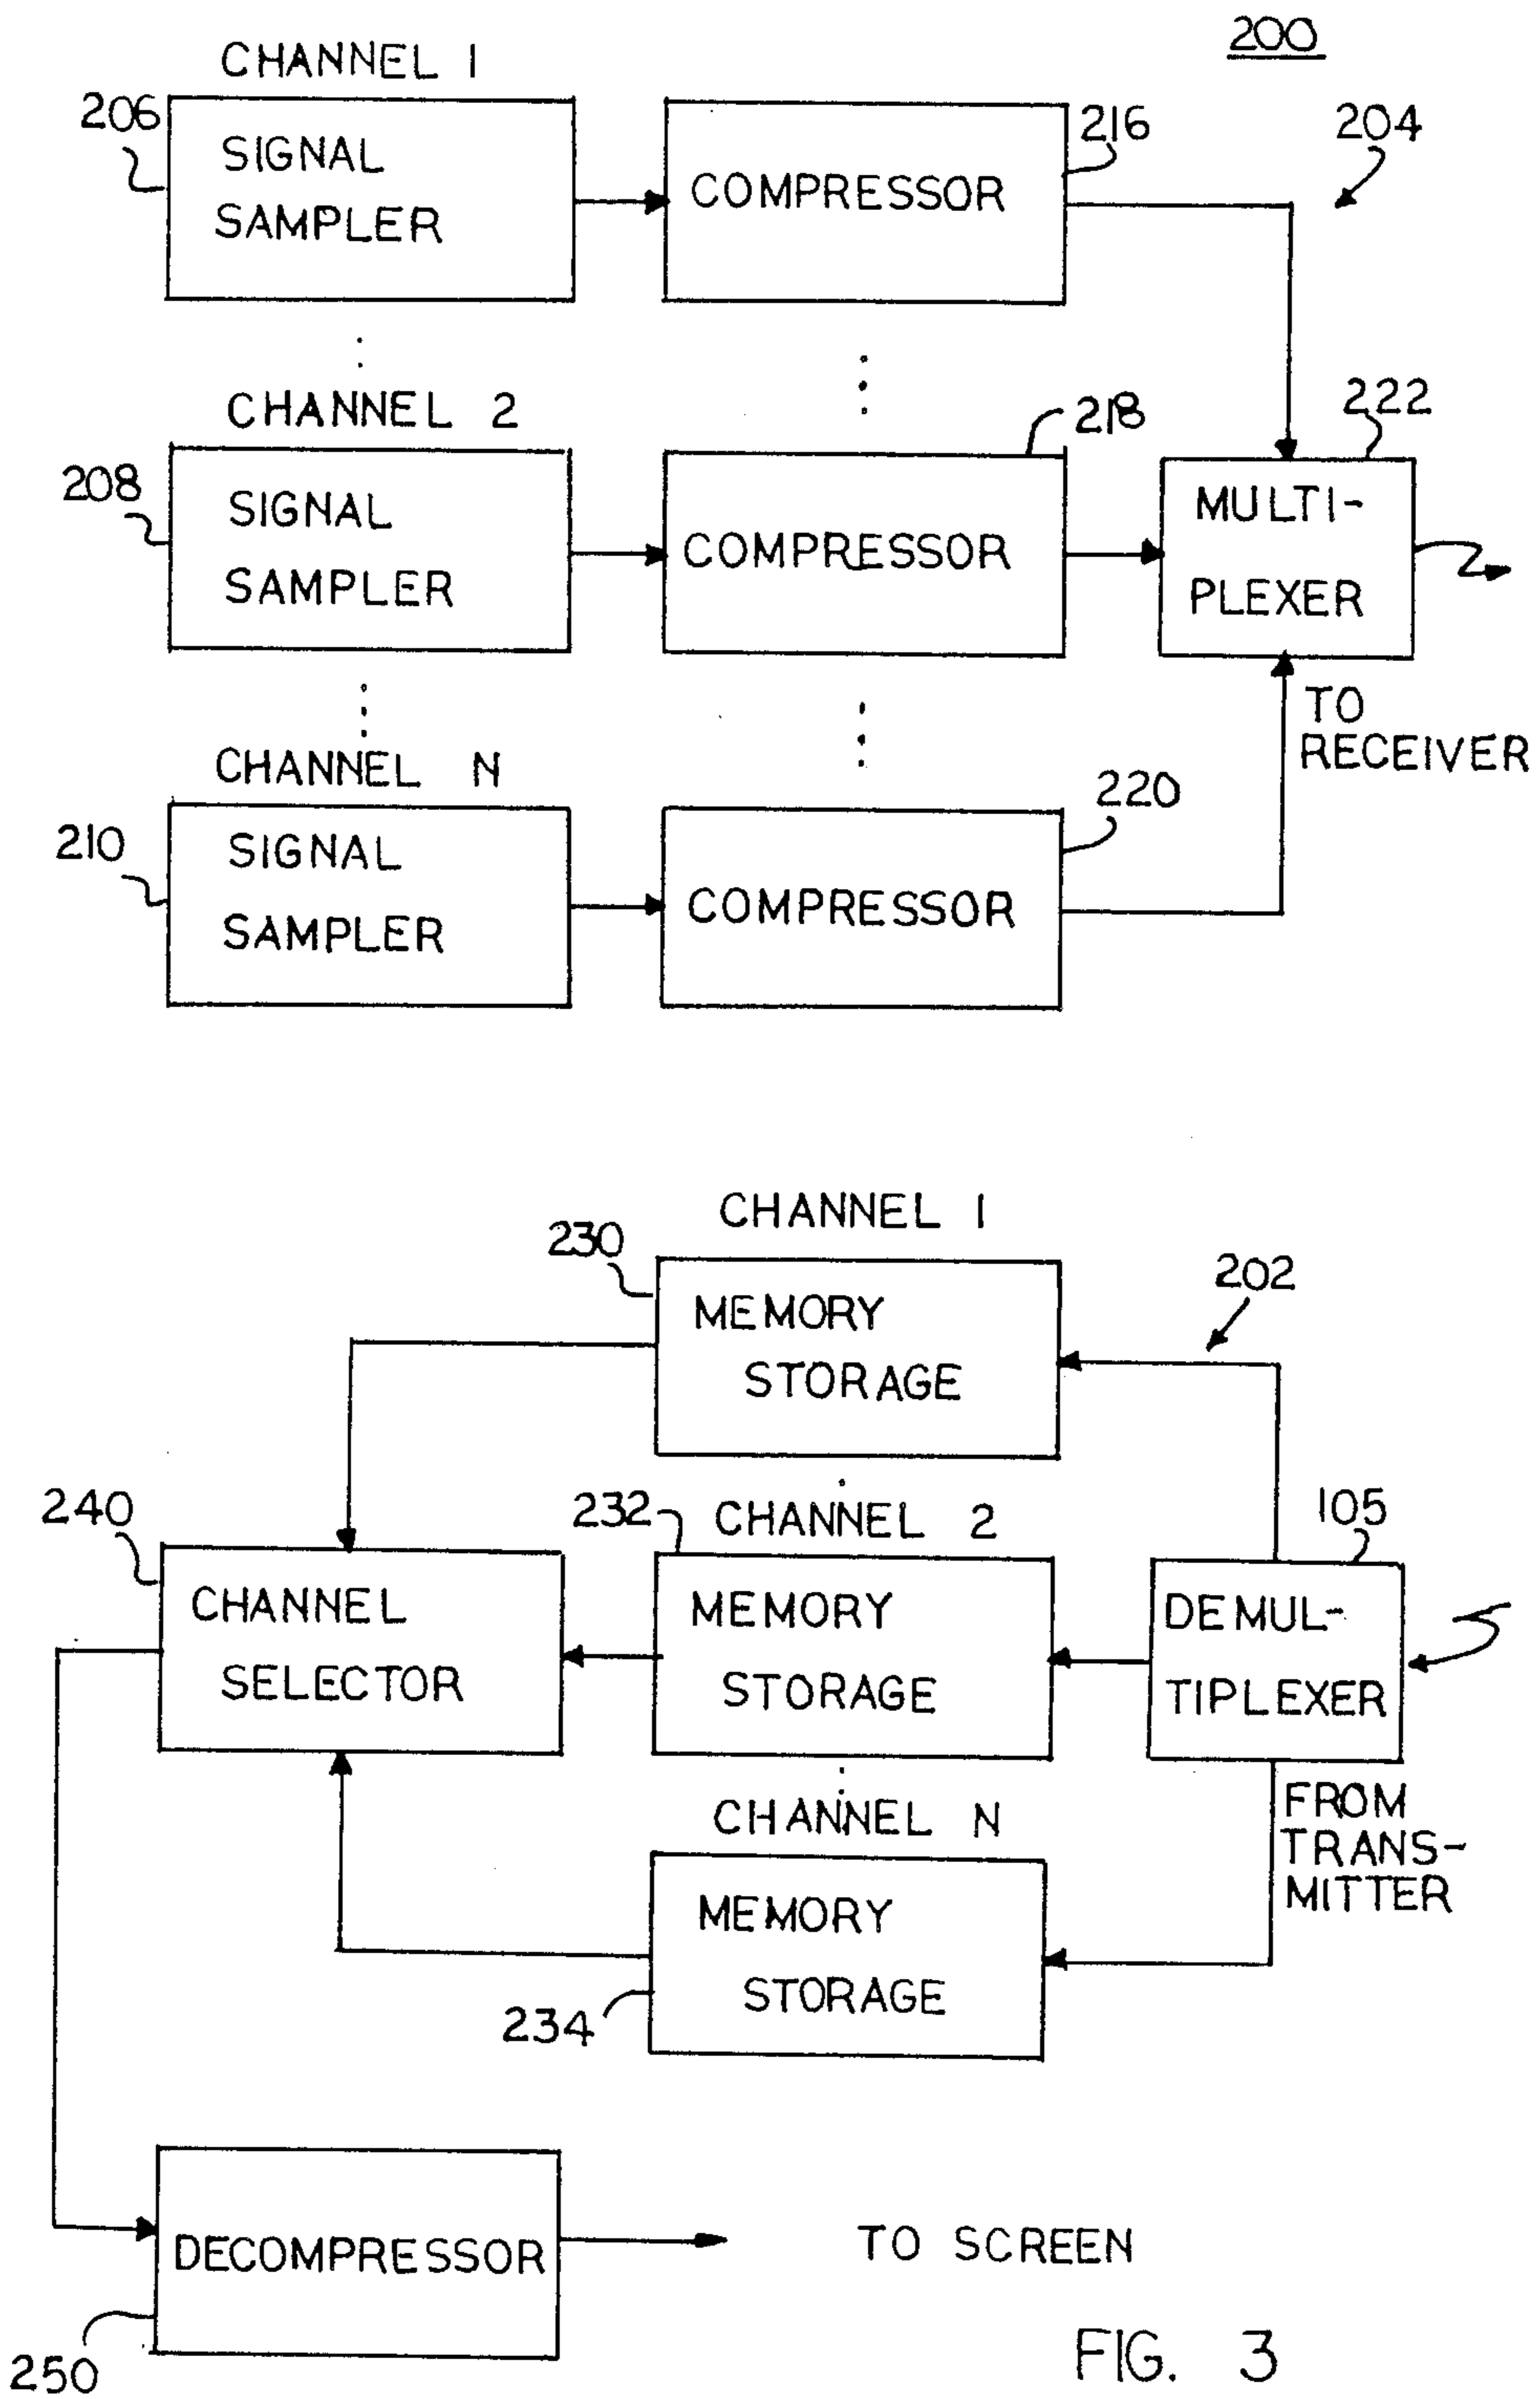 200
CHANNEL 1
206
SIGNAL
SAMPLER
COMPRESSOR
216
204
CHANNEL 2
208
SIGNAL
SAMPLER
COMPRESSOR
218
222
MULTI-
PLEXER
TO
RECEIVER
CHANNEL N
210
SIGNAL
SAMPLER
COMPRESSOR
220
CHANNEL 1
230
MEMORY
STORAGE
202
240
CHANNEL
SELECTOR
232
CHANNEL 2
MEMORY
STORAGE
105
DEMUL-
TIPLEXER
FROM
TRANS-
MITTER
CHANNEL N
MEMORY
STORAGE
234
DECOMPRESSOR
TO SCREEN
250
FIG. 3